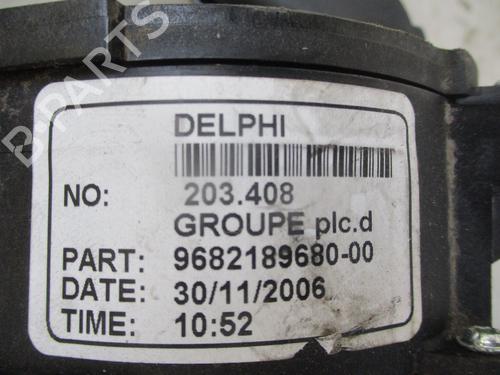 B-PARTS
DELPHI
NO: 203.408
GROUPE plc.d
PART: 9682189680-00
DATE: 30/11/2006
TIME: 10:52